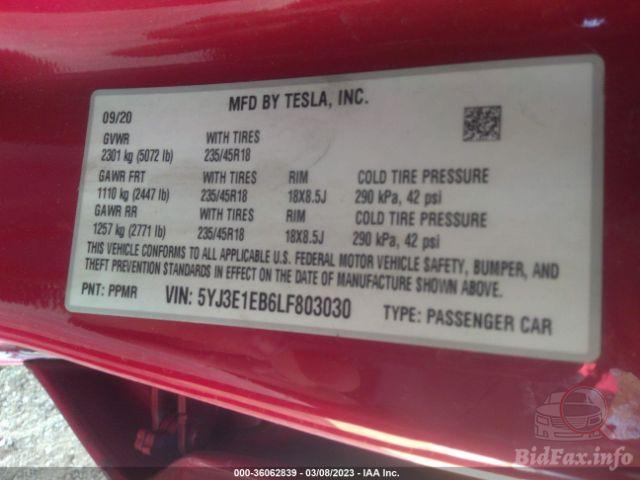 MFD BY TESLA, INC.
09/20
GVWR WITH TIRES
2301 kg (5072 lb) 235/45R18
GAWR FRT WITH TIRES RIM COLD TIRE PRESSURE
1110 kg (2447 lb) 235/45R18 18X8.5J 290 kPa, 42 psi
GAWR RR WITH TIRES RIM COLD TIRE PRESSURE
1257 kg (2771 lb) 235/45R18 18X8.5J 290 kPa, 42 psi
THIS VEHICLE CONFORMS TO ALL APPLICABLE U.S. FEDERAL MOTOR VEHICLE SAFETY, BUMPER, AND
THEFT PREVENTION STANDARDS IN EFFECT ON THE DATE OF MANUFACTURE SHOWN ABOVE.
PNT: PPMR VIN: 5YJ3E1EB6LF803030 TYPE: PASSENGER CAR
BidFax.info
000-36062839 - 03/08/2023 - IAA Inc.